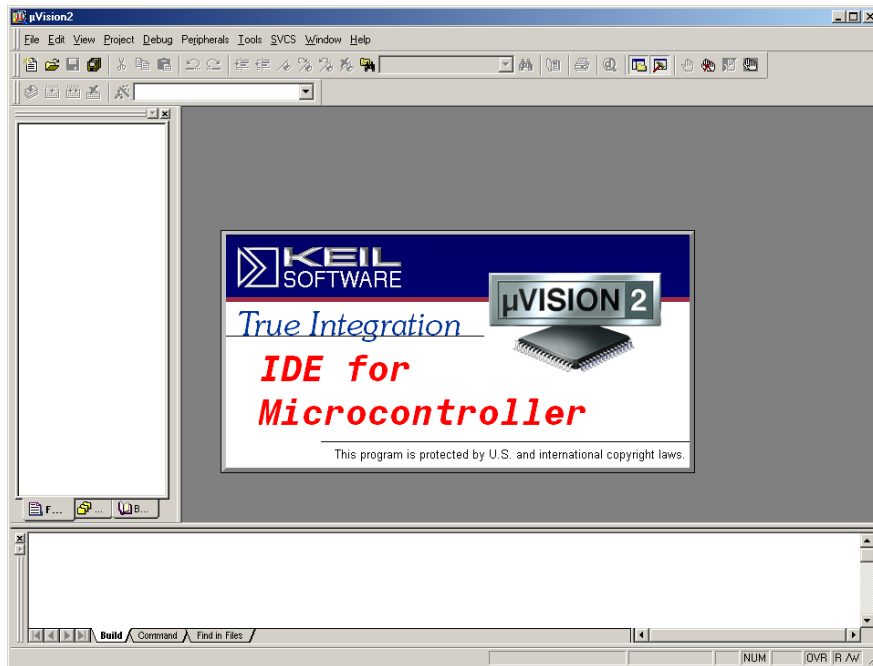 µVision2
File Edit View Project Debug Peripherals Tools SVCS Window Help
KEIL
SOFTWARE
µVISION 2
True Integration
IDE for
Microcontroller
This program is protected by U.S. and international copyright laws.
F... ... B...
Build Command Find in Files
NUM OVR R/W